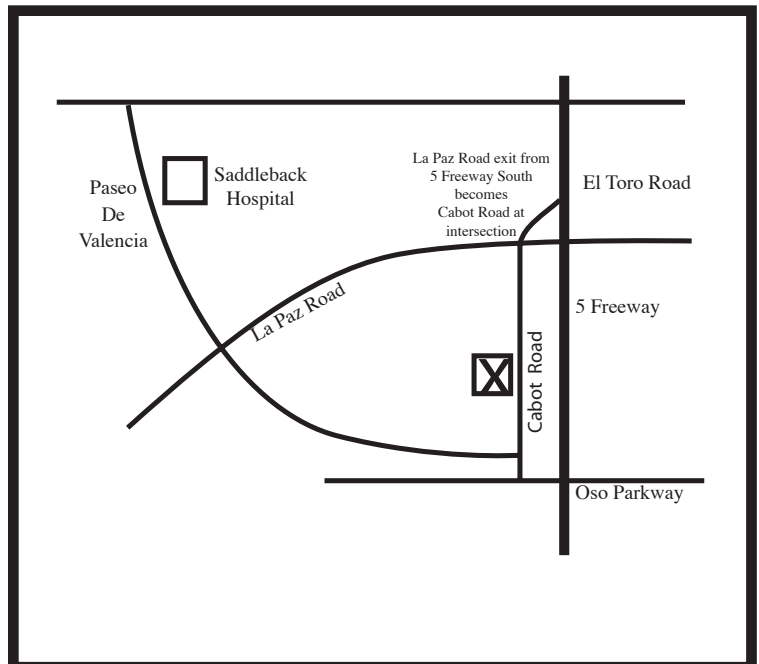 La Paz Road exit from
5 Freeway South
becomes
Cabot Road at
intersection
Saddleback
Hospital
El Toro Road
Paseo
De
Valencia
La Paz Road
5 Freeway
X
Cabot Road
Oso Parkway